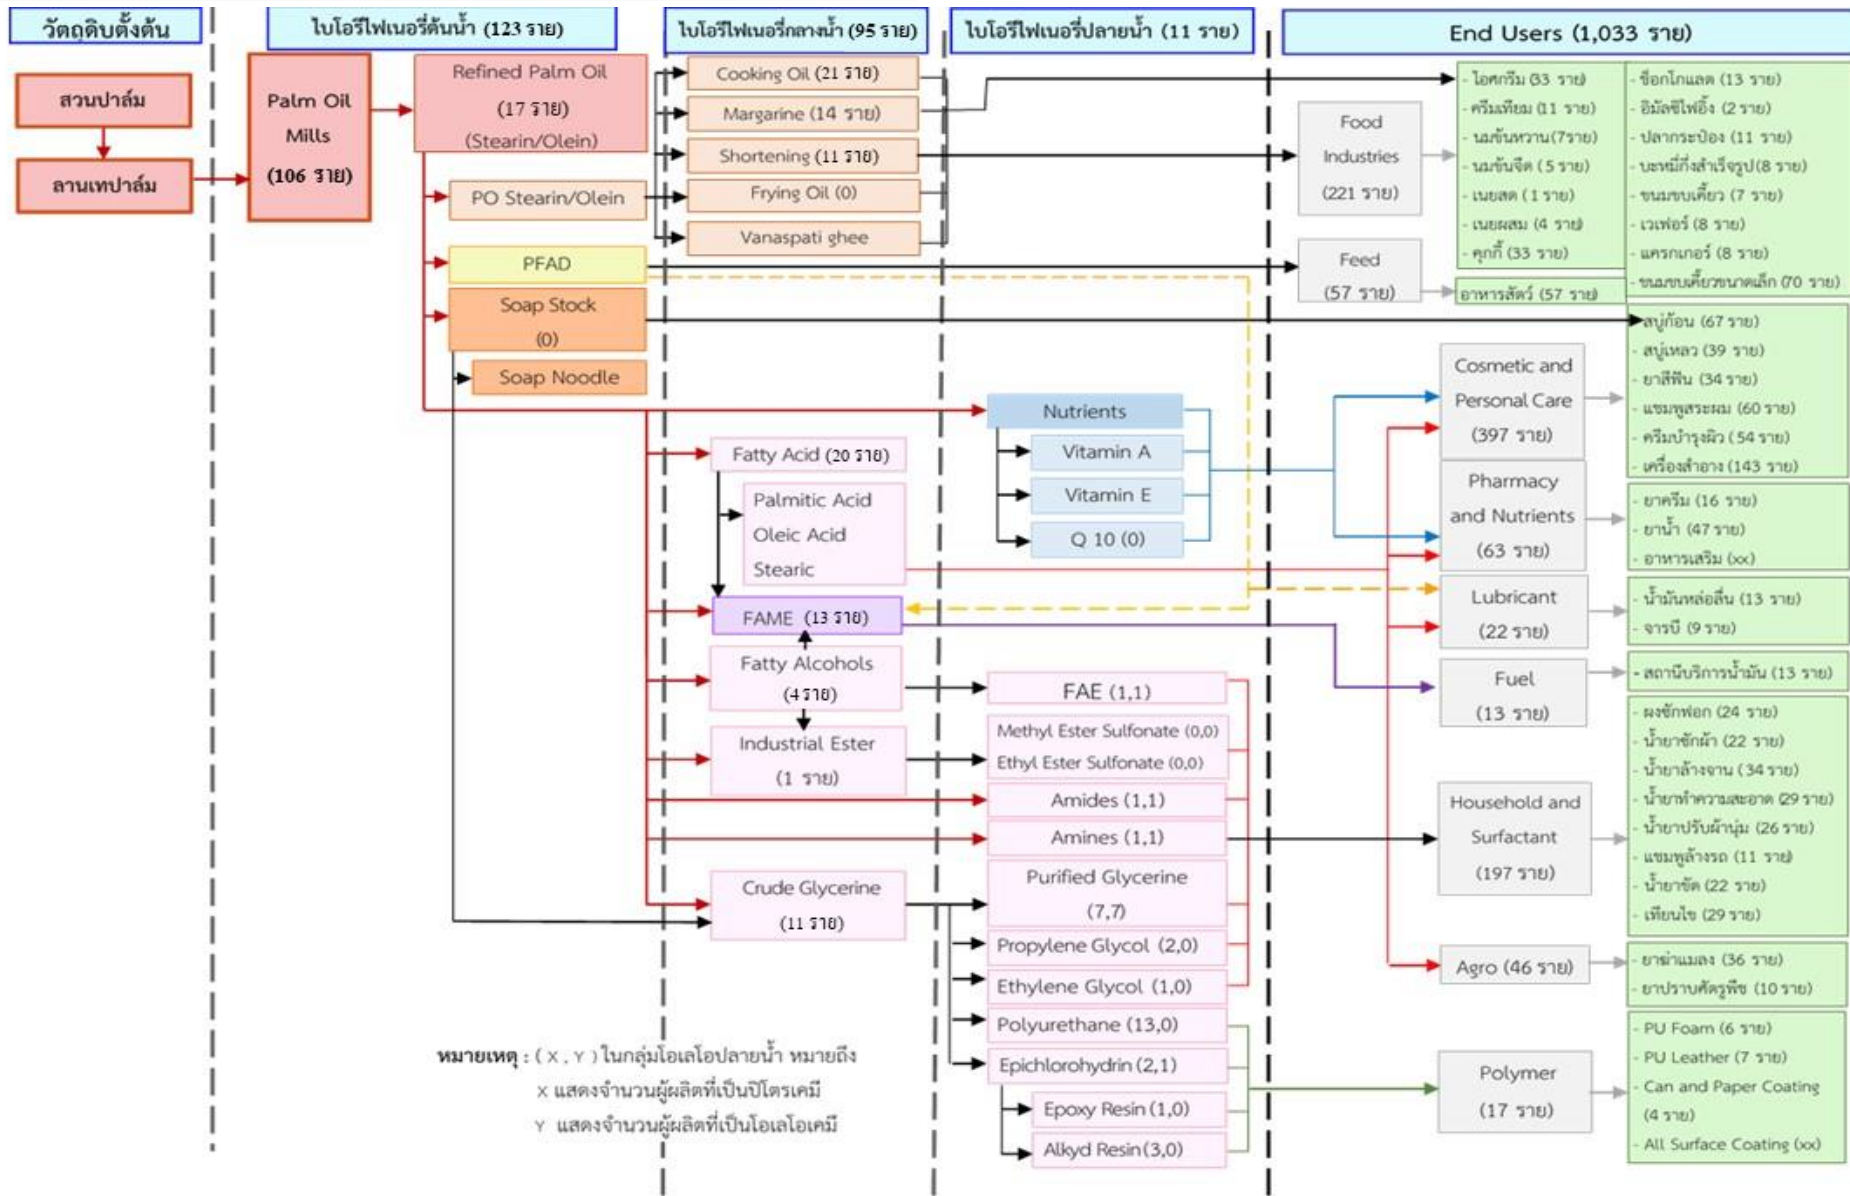 วัตถุดิบตั้งต้น
ไบโอรีไฟเนอรี่ต้นน้ำ (123 ราย)
ไบโอรีไฟเนอรี่กลางน้ำ (95 ราย)
ไบโอรีไฟเนอรี่ปลายน้ำ (11 ราย)
End Users (1,033 ราย)
สวนปาล์ม
ลานเทปาล์ม
Palm Oil
Mills
(106 ราย)
Refined Palm Oil
(17 ราย)
(Stearin/Olein)
PO Stearin/Olein
PFAD
Soap Stock
(0)
Soap Noodle
Cooking Oil (21 ราย)
Margarine (14 ราย)
Shortening (11 ราย)
Frying Oil (0)
Vanaspati ghee
Fatty Acid (20 ราย)
Palmitic Acid
Oleic Acid
Stearic
FAME (13 ราย)
Fatty Alcohols
(4 ราย)
Industrial Ester
(1 ราย)
Crude Glycerine
(11 ราย)
Nutrients
Vitamin A
Vitamin E
Q 10 (0)
FAE (1,1)
Methyl Ester Sulfonate (0,0)
Ethyl Ester Sulfonate (0,0)
Amides (1,1)
Amines (1,1)
Purified Glycerine
(7,7)
Propylene Glycol (2,0)
Ethylene Glycol (1,0)
Polyurethane (13,0)
Epichlorohydrin (2,1)
Epoxy Resin (1,0)
Alkyd Resin (3,0)
Food
Industries
(221 ราย)
Feed
(57 ราย)
Cosmetic and
Personal Care
(397 ราย)
Pharmacy
and Nutrients
(63 ราย)
Lubricant
(22 ราย)
Fuel
(13 ราย)
Household and
Surfactant
(197 ราย)
Agro (46 ราย)
Polymer
(17 ราย)
- ไอศกรีม (33 ราย)
- ครีมเทียม (11 ราย)
- นมข้นหวาน (7ราย)
- นมข้นจืด (5 ราย)
- เนยสด (1 ราย)
- เนยผสม (4 ราย)
- คุกกี้ (33 ราย)
- ช็อกโกแลต (13 ราย)
- อิมัลซิไฟอิ้ง (2 ราย)
- ปลากระป๋อง (11 ราย)
- บะหมี่กึ่งสำเร็จรูป(8 ราย)
- ขนมขบเคี้ยว (7 ราย)
- เวเฟอร์ (8 ราย)
- แครกเกอร์ (8 ราย)
- ขนมขบเคี้ยวขนาดเล็ก (70 ราย)
อาหารสัตว์ (57 ราย)
สบู่ก้อน (67 ราย)
- สบู่เหลว (39 ราย)
- ยาสีฟัน (34 ราย)
- แชมพูสระผม (60 ราย)
- ครีมบำรุงผิว (54 ราย)
- เครื่องสำอาง (143 ราย)
- ยาครีม (16 ราย)
- ยาน้ำ (47 ราย)
- อาหารเสริม (xx)
- น้ำมันหล่อลื่น (13 ราย)
- จารบี (9 ราย)
- สถานีบริการน้ำมัน (13 ราย)
- ผงซักฟอก (24 ราย)
- น้ำยาซักผ้า (22 ราย)
- น้ำยาล้างจาน (34 ราย)
- น้ำยาทำความสะอาด (29 ราย)
- น้ำยาปรับผ้านุ่ม (26 ราย)
- แชมพูล้างรถ (11 ราย)
- น้ำยาขัด (22 ราย)
- เทียนไข (29 ราย)
- ยาฆ่าแมลง (36 ราย)
- ยาปราบศัตรูพืช (10 ราย)
- PU Foam (6 ราย)
- PU Leather (7 ราย)
- Can and Paper Coating
(4 ราย)
- All Surface Coating (xx)
หมายเหตุ : ( X , Y ) ในกลุ่มโอเลโอปลายน้ำ หมายถึง
X แสดงจำนวนผู้ผลิตที่เป็นปิโตรเคมี
Y แสดงจำนวนผู้ผลิตที่เป็นโอเลโอเคมี